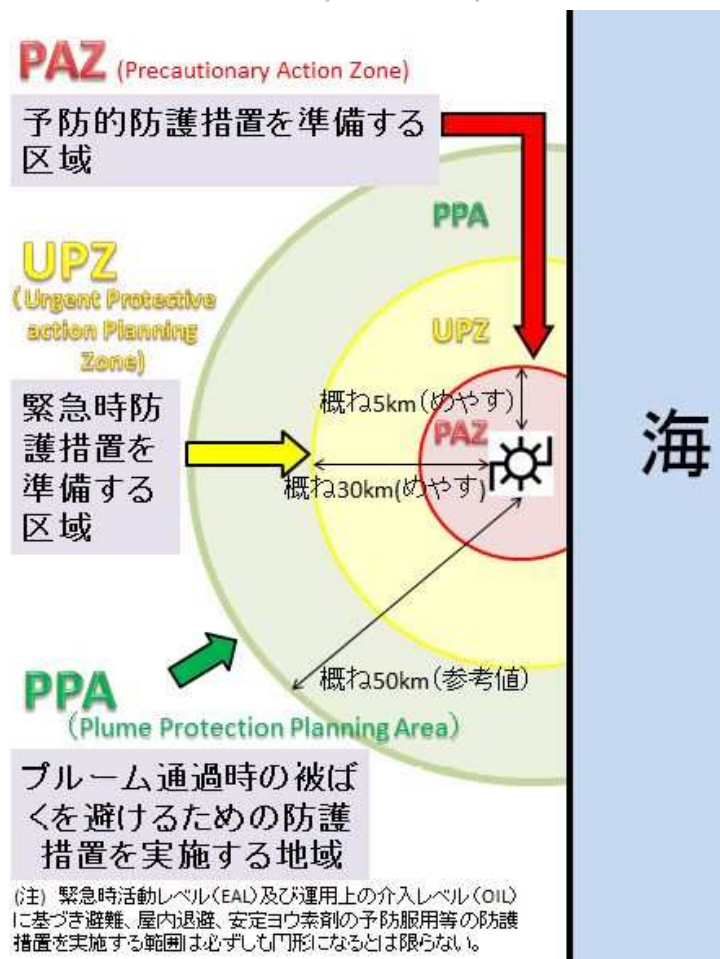 PAZ (Precautionary Action Zone)
予防的防護措置を準備する
区域
PPA
UPZ
(Urgent Protective
action Planning
Zone)
UPZ
緊急時防
護措置を
準備する
区域
概ね5km(めやす)
PAZ
概ね30km(めやす)
海
概ね50km(参考値)
PPA
(Plume Protection Planning Area)
プルーム通過時の被ば
くを避けるための防護
措置を実施する地域
(注) 緊急時活動レベル(EAL)及び運用上の介入レベル(OIL)
に基づき避難、屋内退避、安定ヨウ素剤の予防服用等の防護
措置を実施する範囲は必ずしも円形になるとは限らない。